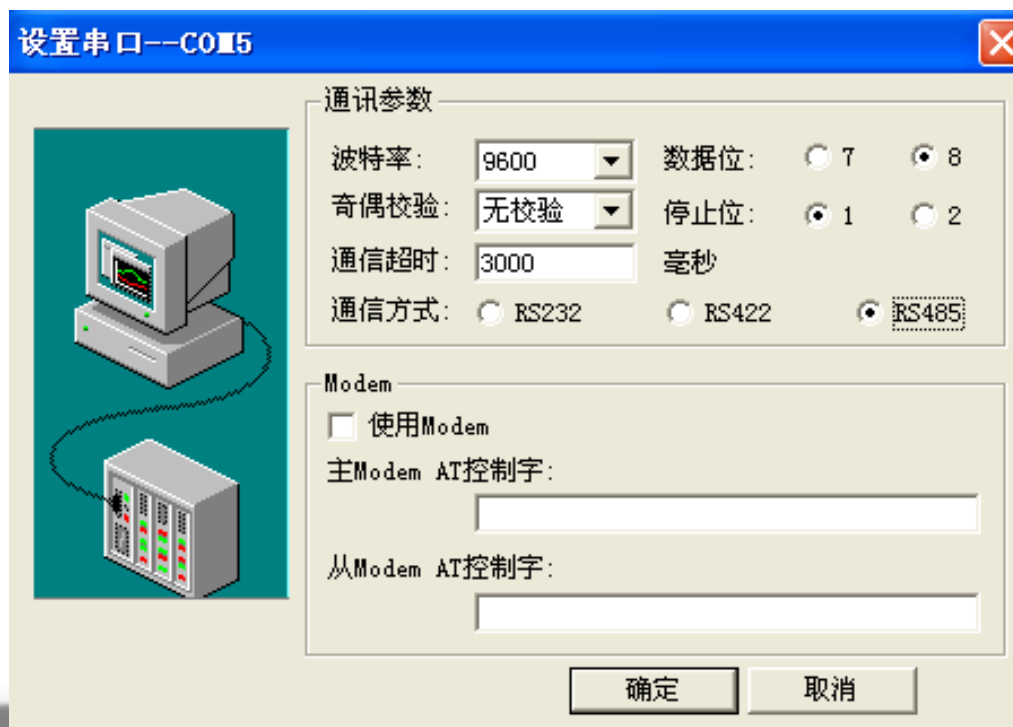 设置串口--COM5
通讯参数
波特率: 9600 数据位: 7 8
奇偶校验: 无校验 停止位: 1 2
通信超时: 3000 毫秒
通信方式: RS232 RS422 RS485
Modem
使用Modem
主Modem AT控制字:
从Modem AT控制字:
确定 取消